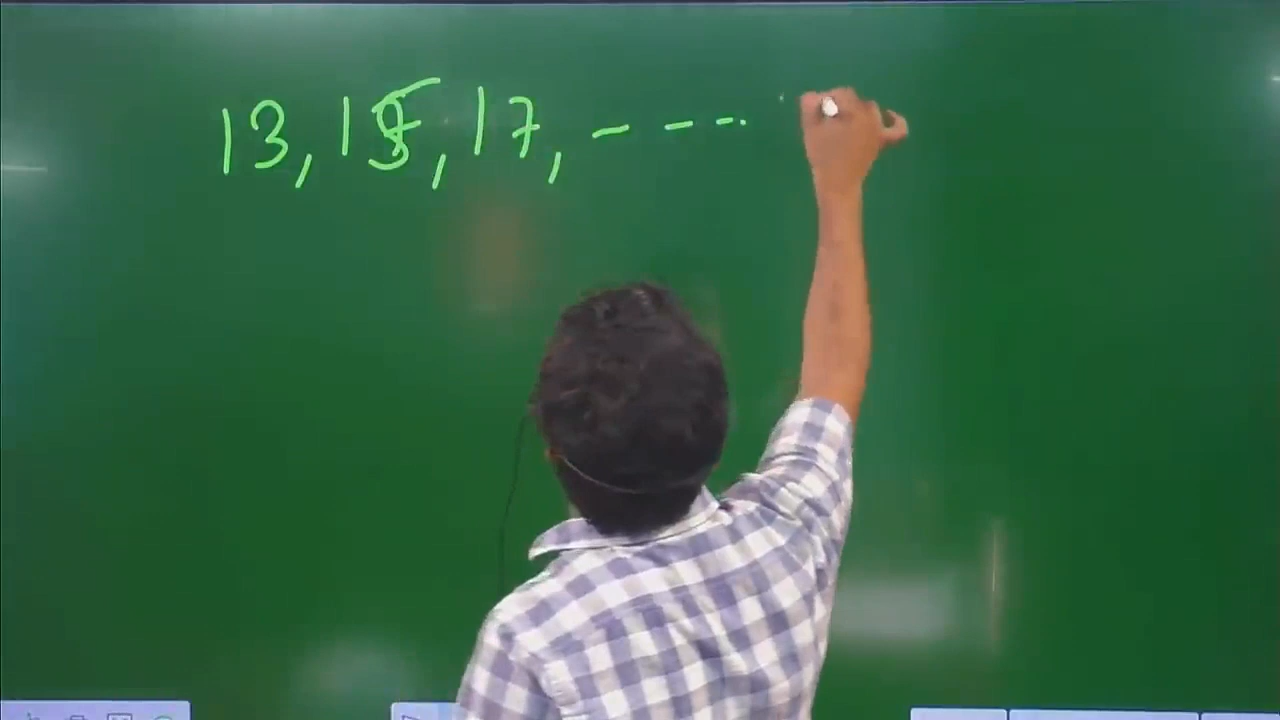 13, 15, 17, - - - .